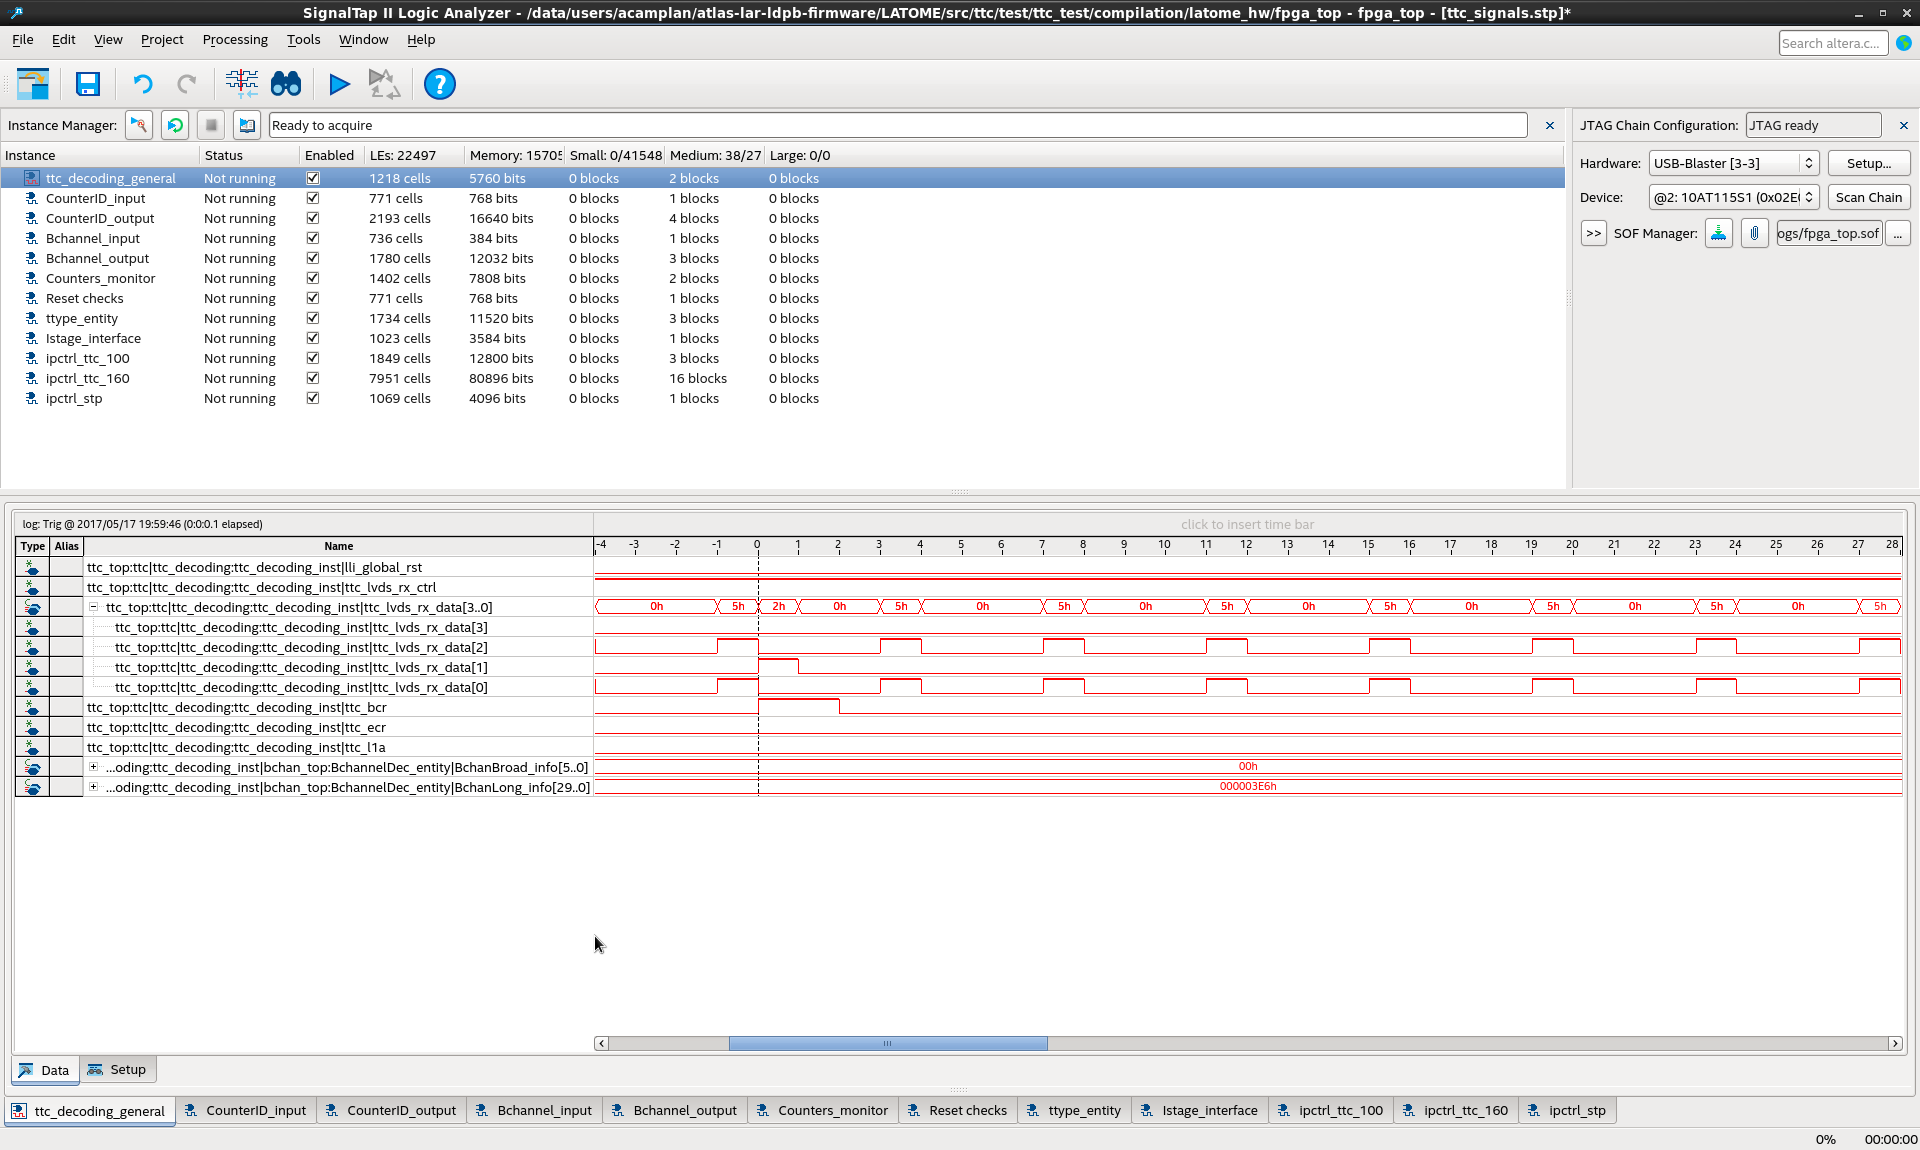 SignalTap II Logic Analyzer - /data/users/acamplan/atlas-lar-ldpb-firmware/LATOME/src/ttc/test/ttc_test/compilation/latome_hw/fpga_top - fpga_top - [ttc_signals.stp]*
File Edit View Project Processing Tools Window Help
Search altera.c...
Instance Manager: Ready to acquire
JTAG Chain Configuration: JTAG ready
Instance Status Enabled LEs: 22497 Memory: 15705 Small: 0/41548 Medium: 38/27 Large: 0/0
ttc_decoding_general Not running 1218 cells 5760 bits 0 blocks 2 blocks 0 blocks
CounterID_input Not running 771 cells 768 bits 0 blocks 1 blocks 0 blocks
CounterID_output Not running 2193 cells 16640 bits 0 blocks 4 blocks 0 blocks
Bchannel_input Not running 736 cells 384 bits 0 blocks 1 blocks 0 blocks
Bchannel_output Not running 1780 cells 12032 bits 0 blocks 3 blocks 0 blocks
Counters_monitor Not running 1402 cells 7808 bits 0 blocks 2 blocks 0 blocks
Reset checks Not running 771 cells 768 bits 0 blocks 1 blocks 0 blocks
ttype_entity Not running 1734 cells 11520 bits 0 blocks 3 blocks 0 blocks
Istage_interface Not running 1023 cells 3584 bits 0 blocks 1 blocks 0 blocks
ipctrl_ttc_100 Not running 1849 cells 12800 bits 0 blocks 3 blocks 0 blocks
ipctrl_ttc_160 Not running 7951 cells 80896 bits 0 blocks 16 blocks 0 blocks
ipctrl_stp Not running 1069 cells 4096 bits 0 blocks 1 blocks 0 blocks
Hardware: USB-Blaster [3-3] Setup...
Device: @2: 10AT115S1 (0x02E( Scan Chain
>> SOF Manager: ogs/fpga_top.sof ...
log: Trig @ 2017/05/17 19:59:46 (0:0:0.1 elapsed) click to insert time bar
Type Alias Name -4 -3 -2 -1 0 1 2 3 4 5 6 7 8 9 10 11 12 13 14 15 16 17 18 19 20 21 22 23 24 25 26 27 28
ttc_top:ttc|ttc_decoding:ttc_decoding_inst|lli_global_rst
ttc_top:ttc|ttc_decoding:ttc_decoding_inst|ttc_lvds_rx_ctrl
ttc_top:ttc|ttc_decoding:ttc_decoding_inst|ttc_lvds_rx_data[3..0] 0h 5h 2h 0h 5h 0h 5h 0h 5h 0h 5h 0h 5h 0h 5h 0h 5h
ttc_top:ttc|ttc_decoding:ttc_decoding_inst|ttc_lvds_rx_data[3]
ttc_top:ttc|ttc_decoding:ttc_decoding_inst|ttc_lvds_rx_data[2]
ttc_top:ttc|ttc_decoding:ttc_decoding_inst|ttc_lvds_rx_data[1]
ttc_top:ttc|ttc_decoding:ttc_decoding_inst|ttc_lvds_rx_data[0]
ttc_top:ttc|ttc_decoding:ttc_decoding_inst|ttc_bcr
ttc_top:ttc|ttc_decoding:ttc_decoding_inst|ttc_ecr
ttc_top:ttc|ttc_decoding:ttc_decoding_inst|ttc_l1a
...oding:ttc_decoding_inst|bchan_top:BchannelDec_entity|BchanBroad_info[5..0] 00h
...oding:ttc_decoding_inst|bchan_top:BchannelDec_entity|BchanLong_info[29..0] 000003E6h
Data Setup
ttc_decoding_general CounterID_input CounterID_output Bchannel_input Bchannel_output Counters_monitor Reset checks ttype_entity Istage_interface ipctrl_ttc_100 ipctrl_ttc_160 ipctrl_stp
0% 00:00:00